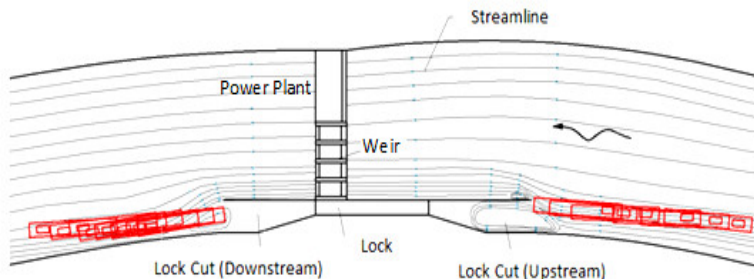 Streamline
Power Plant
Weir
Lock
Lock Cut (Downstream)
Lock Cut (Upstream)